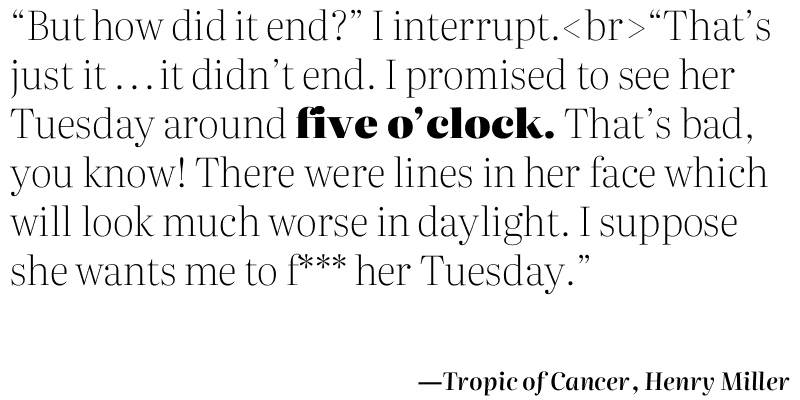 “But how did it end?” I interrupt.<br>“That’s
just it . . . it didn’t end. I promised to see her
Tuesday around five o’clock. That’s bad,
you know! There were lines in her face which
will look much worse in daylight. I suppose
she wants me to f*** her Tuesday.”
—Tropic of Cancer, Henry Miller